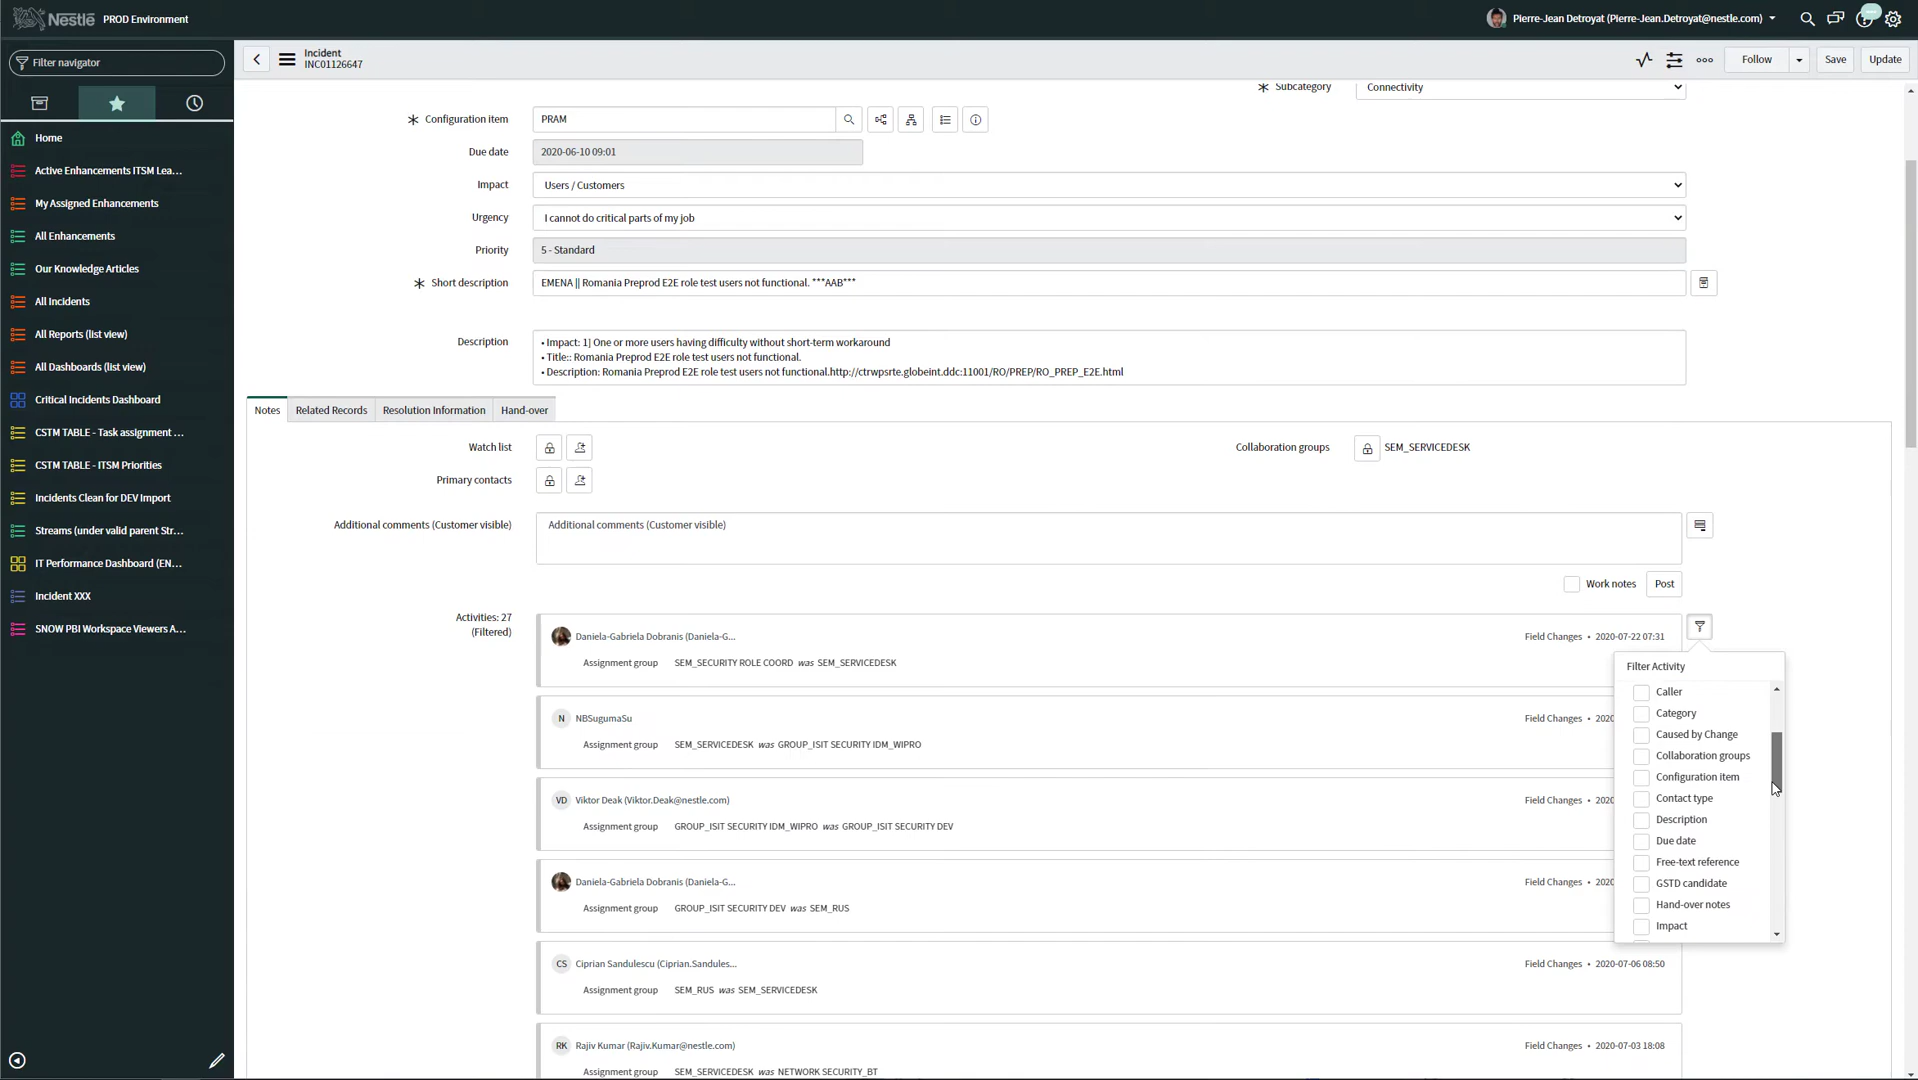 Nestlé PROD Environment
Pierre-Jean Detroyat (Pierre-Jean.Detroyat@nestle.com)
Filter navigator
Incident
INC01126647
Follow
Save
Update
Home
Active Enhancements ITSM Lea...
My Assigned Enhancements
All Enhancements
Our Knowledge Articles
All Incidents
All Reports (list view)
All Dashboards (list view)
Critical Incidents Dashboard
CSTM TABLE - Task assignment ...
CSTM TABLE - ITSM Priorities
Incidents Clean for DEV Import
Streams (under valid parent Str...
IT Performance Dashboard (EN...
Incident XXX
SNOW PBI Workspace Viewers A...
Subcategory Connectivity
Configuration item PRAM
Due date 2020-06-10 09:01
Impact Users / Customers
Urgency I cannot do critical parts of my job
Priority 5 - Standard
Short description EMENA || Romania Preprod E2E role test users not functional. ***AAB***
Description
• Impact: 1] One or more users having difficulty without short-term workaround
• Title:: Romania Preprod E2E role test users not functional.
• Description: Romania Preprod E2E role test users not functional.http://ctrwpsrte.globeint.ddc:11001/RO/PREP/RO_PREP_E2E.html
Notes Related Records Resolution Information Hand-over
Watch list
Collaboration groups SEM_SERVICEDESK
Primary contacts
Additional comments (Customer visible) Additional comments (Customer visible)
Work notes Post
Activities: 27
(Filtered)
Daniela-Gabriela Dobranis (Daniela-G... Field Changes • 2020-07-22 07:31
Assignment group SEM_SECURITY ROLE COORD was SEM_SERVICEDESK
N NBSugumaSu Field Changes • 2020
Assignment group SEM_SERVICEDESK was GROUP_ISIT SECURITY IDM_WIPRO
VD Viktor Deak (Viktor.Deak@nestle.com) Field Changes • 2020
Assignment group GROUP_ISIT SECURITY IDM_WIPRO was GROUP_ISIT SECURITY DEV
Daniela-Gabriela Dobranis (Daniela-G... Field Changes • 2020
Assignment group GROUP_ISIT SECURITY DEV was SEM_RUS
CS Ciprian Sandulescu (Ciprian.Sandules... Field Changes • 2020-07-06 08:50
Assignment group SEM_RUS was SEM_SERVICEDESK
RK Rajiv Kumar (Rajiv.Kumar@nestle.com) Field Changes • 2020-07-03 18:08
Assignment group SEM_SERVICEDESK was NETWORK SECURITY_BT
Filter Activity
Caller
Category
Caused by Change
Collaboration groups
Configuration item
Contact type
Description
Due date
Free-text reference
GSTD candidate
Hand-over notes
Impact